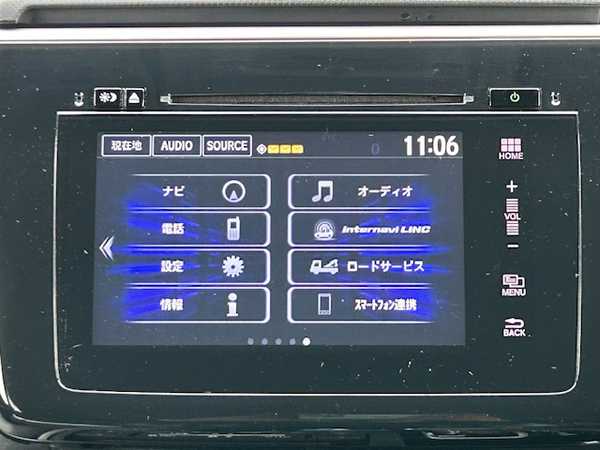 現在地 AUDIO SOURCE 11:06
ナビ オーディオ
電話 internavi LINC
設定 ロードサービス
情報 スマートフォン連携
HOME
+
VOL
−
MENU
BACK